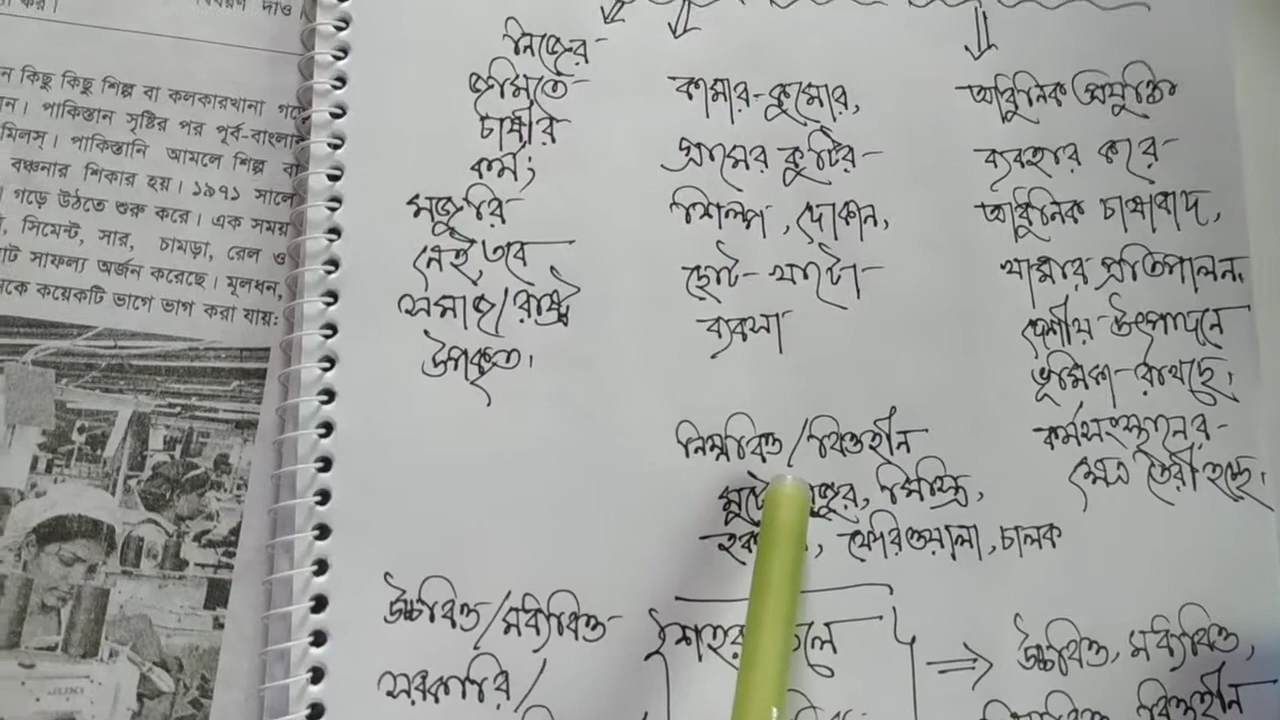 কর।
দাও।
ন কিছু কিছু শিল্প বা কলকারখানা
ন। পাকিস্তান সৃষ্টির পর পূর্ব-বাংলার
মিলস্। পাকিস্তানি আমলে শিল্প বা
বঞ্চনার শিকার হয়। ১৯৭১ সালে
গড়ে উঠতে শুরু করে। এক সময়
সিমেন্ট, সার, চামড়া, রেল ও
সাফল্য অর্জন করেছে। মূলধন,
কে কয়েকটি ভাগে ভাগ করা যায়:
নিজের
জমিতে
চাষীর
কর্ম;
মজুরি
নেই, তবে
সমাজ/রাষ্ট্র
উপকৃত।
কামার-কুমোর,
গ্রামের কুটির
শিল্প, দোকান,
ছোট-খাটো
ব্যবসা
আধুনিক প্রযুক্তি
ব্যবহার করে
আধুনিক চাষাবাদ,
খামার প্রতিপালন,
দেশীয় উৎপাদনে
ভূমিকা রাখছে।
কর্মসংস্থানের
ক্ষেত্র তৈরী হচ্ছে।
নিম্নবিত্ত/বিত্তহীন
মিস্ত্রি,
ফেরিওয়ালা, চালক
উচ্চবিত্ত/মধ্যবিত্ত
সরকারি/
⇒ উচ্চবিত্ত, মধ্যবিত্ত,
বিত্তহীন